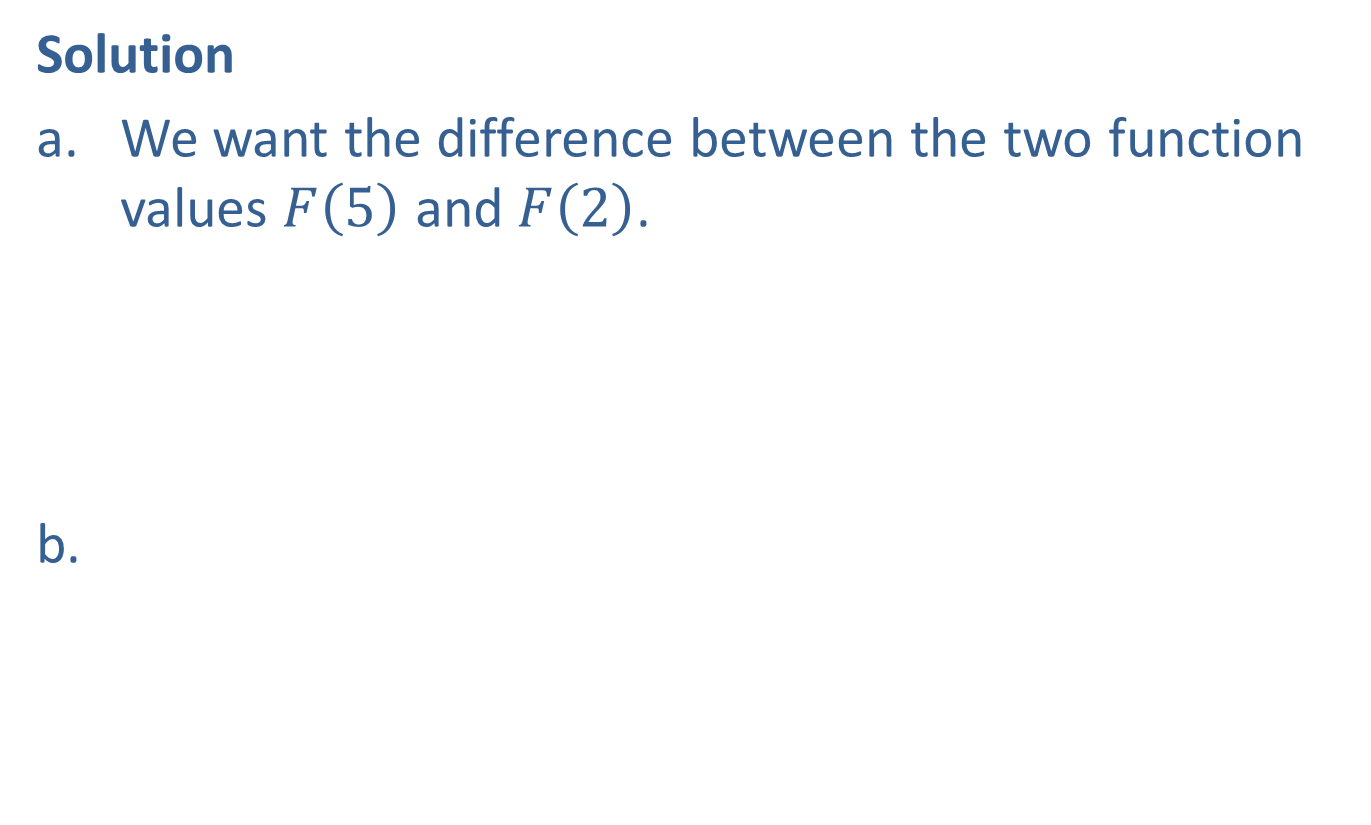 Solution
a. We want the difference between the two function
values F(5) and F(2).
b.